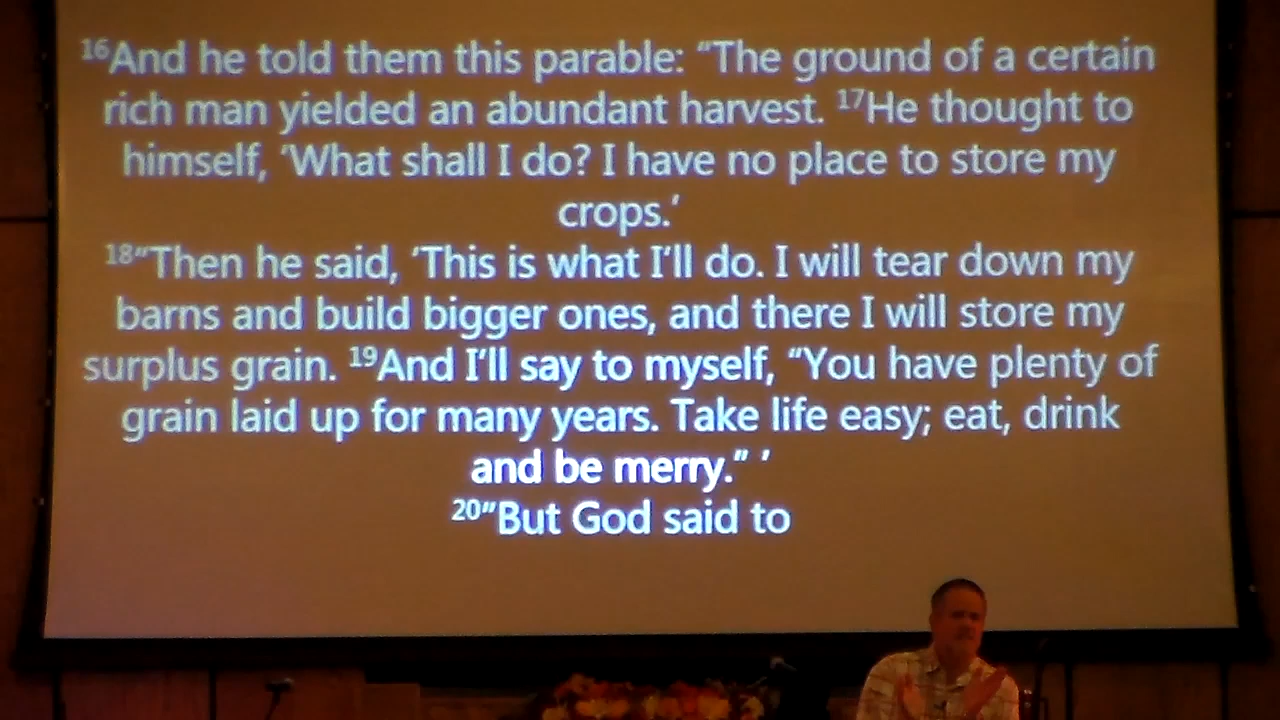 16And he told them this parable: “The ground of a certain
rich man yielded an abundant harvest. 17He thought to
himself, ‘What shall I do? I have no place to store my
crops.’
18“Then he said, ‘This is what I’ll do. I will tear down my
barns and build bigger ones, and there I will store my
surplus grain. 19And I’ll say to myself, “You have plenty of
grain laid up for many years. Take life easy; eat, drink
and be merry.” ’
20“But God said to